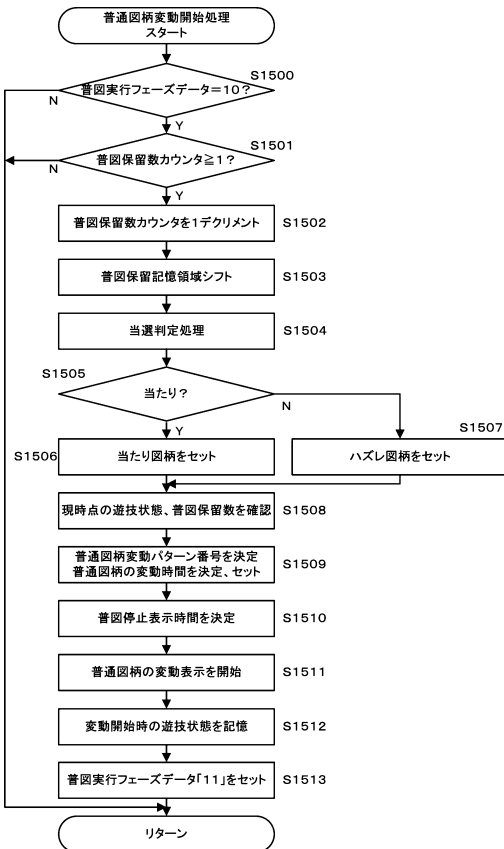 普通図柄変動開始処理
スタート
S1500
普図実行フェーズデータ=10?
N
Y
S1501
普図保留数カウンタ≧1?
N
Y
普図保留数カウンタを1デクリメント
S1502
普図保留記憶領域シフト
S1503
当選判定処理
S1504
S1505
当たり?
N
Y
S1506
当たり図柄をセット
S1507
ハズレ図柄をセット
現時点の遊技状態、普図保留数を確認
S1508
普通図柄変動パターン番号を決定
普通図柄の変動時間を決定、セット
S1509
普図停止表示時間を決定
S1510
普通図柄の変動表示を開始
S1511
変動開始時の遊技状態を記憶
S1512
普図実行フェーズデータ「11」をセット
S1513
リターン